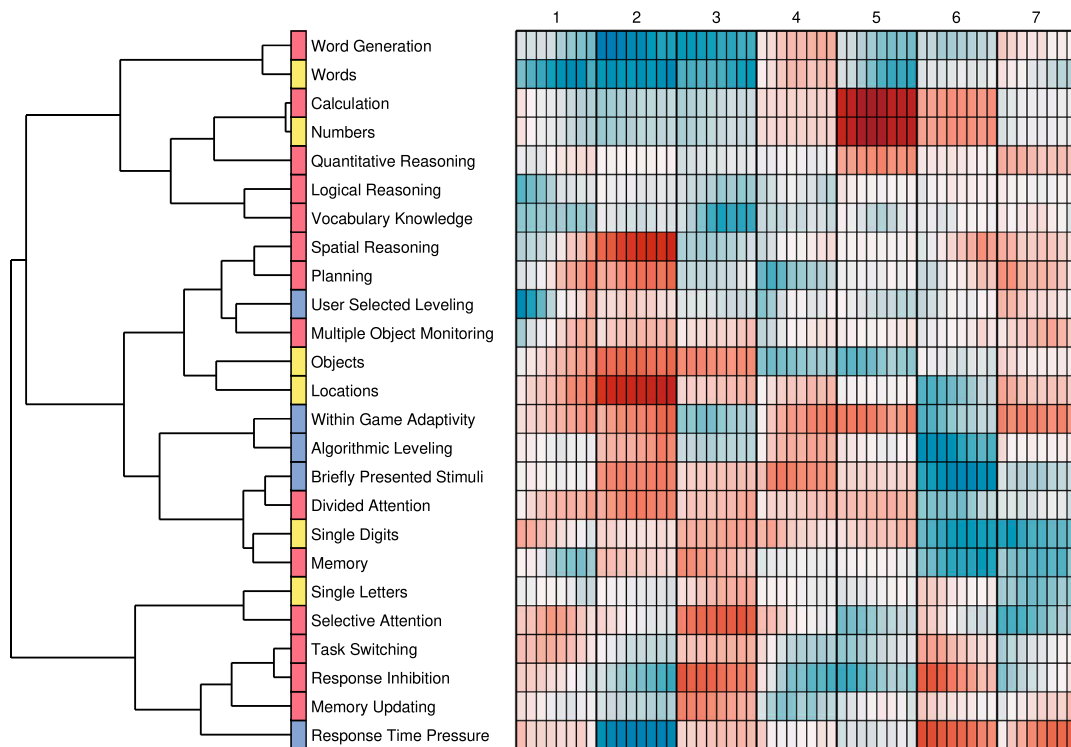 1 2 3 4 5 6 7
Word Generation
Words
Calculation
Numbers
Quantitative Reasoning
Logical Reasoning
Vocabulary Knowledge
Spatial Reasoning
Planning
User Selected Leveling
Multiple Object Monitoring
Objects
Locations
Within Game Adaptivity
Algorithmic Leveling
Briefly Presented Stimuli
Divided Attention
Single Digits
Memory
Single Letters
Selective Attention
Task Switching
Response Inhibition
Memory Updating
Response Time Pressure